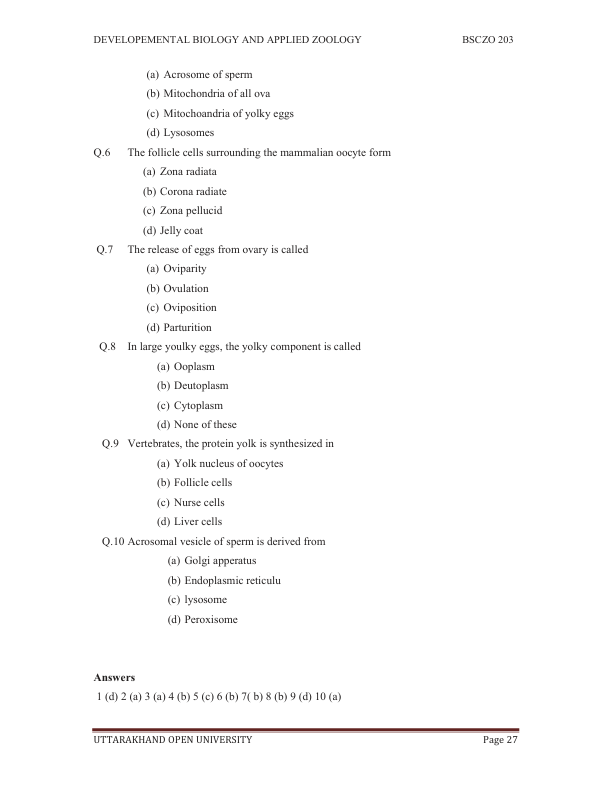 DEVELOPEMENTAL BIOLOGY AND APPLIED ZOOLOGY BSCZO 203
(a) Acrosome of sperm
(b) Mitochondria of all ova
(c) Mitochoandria of yolky eggs
(d) Lysosomes
Q.6 The follicle cells surrounding the mammalian oocyte form
(a) Zona radiata
(b) Corona radiate
(c) Zona pellucid
(d) Jelly coat
Q.7 The release of eggs from ovary is called
(a) Oviparity
(b) Ovulation
(c) Oviposition
(d) Parturition
Q.8 In large youlky eggs, the yolky component is called
(a) Ooplasm
(b) Deutoplasm
(c) Cytoplasm
(d) None of these
Q.9 Vertebrates, the protein yolk is synthesized in
(a) Yolk nucleus of oocytes
(b) Follicle cells
(c) Nurse cells
(d) Liver cells
Q.10 Acrosomal vesicle of sperm is derived from
(a) Golgi apperatus
(b) Endoplasmic reticulu
(c) lysosome
(d) Peroxisome
Answers
1 (d) 2 (a) 3 (a) 4 (b) 5 (c) 6 (b) 7( b) 8 (b) 9 (d) 10 (a)
UTTARAKHAND OPEN UNIVERSITY Page 27